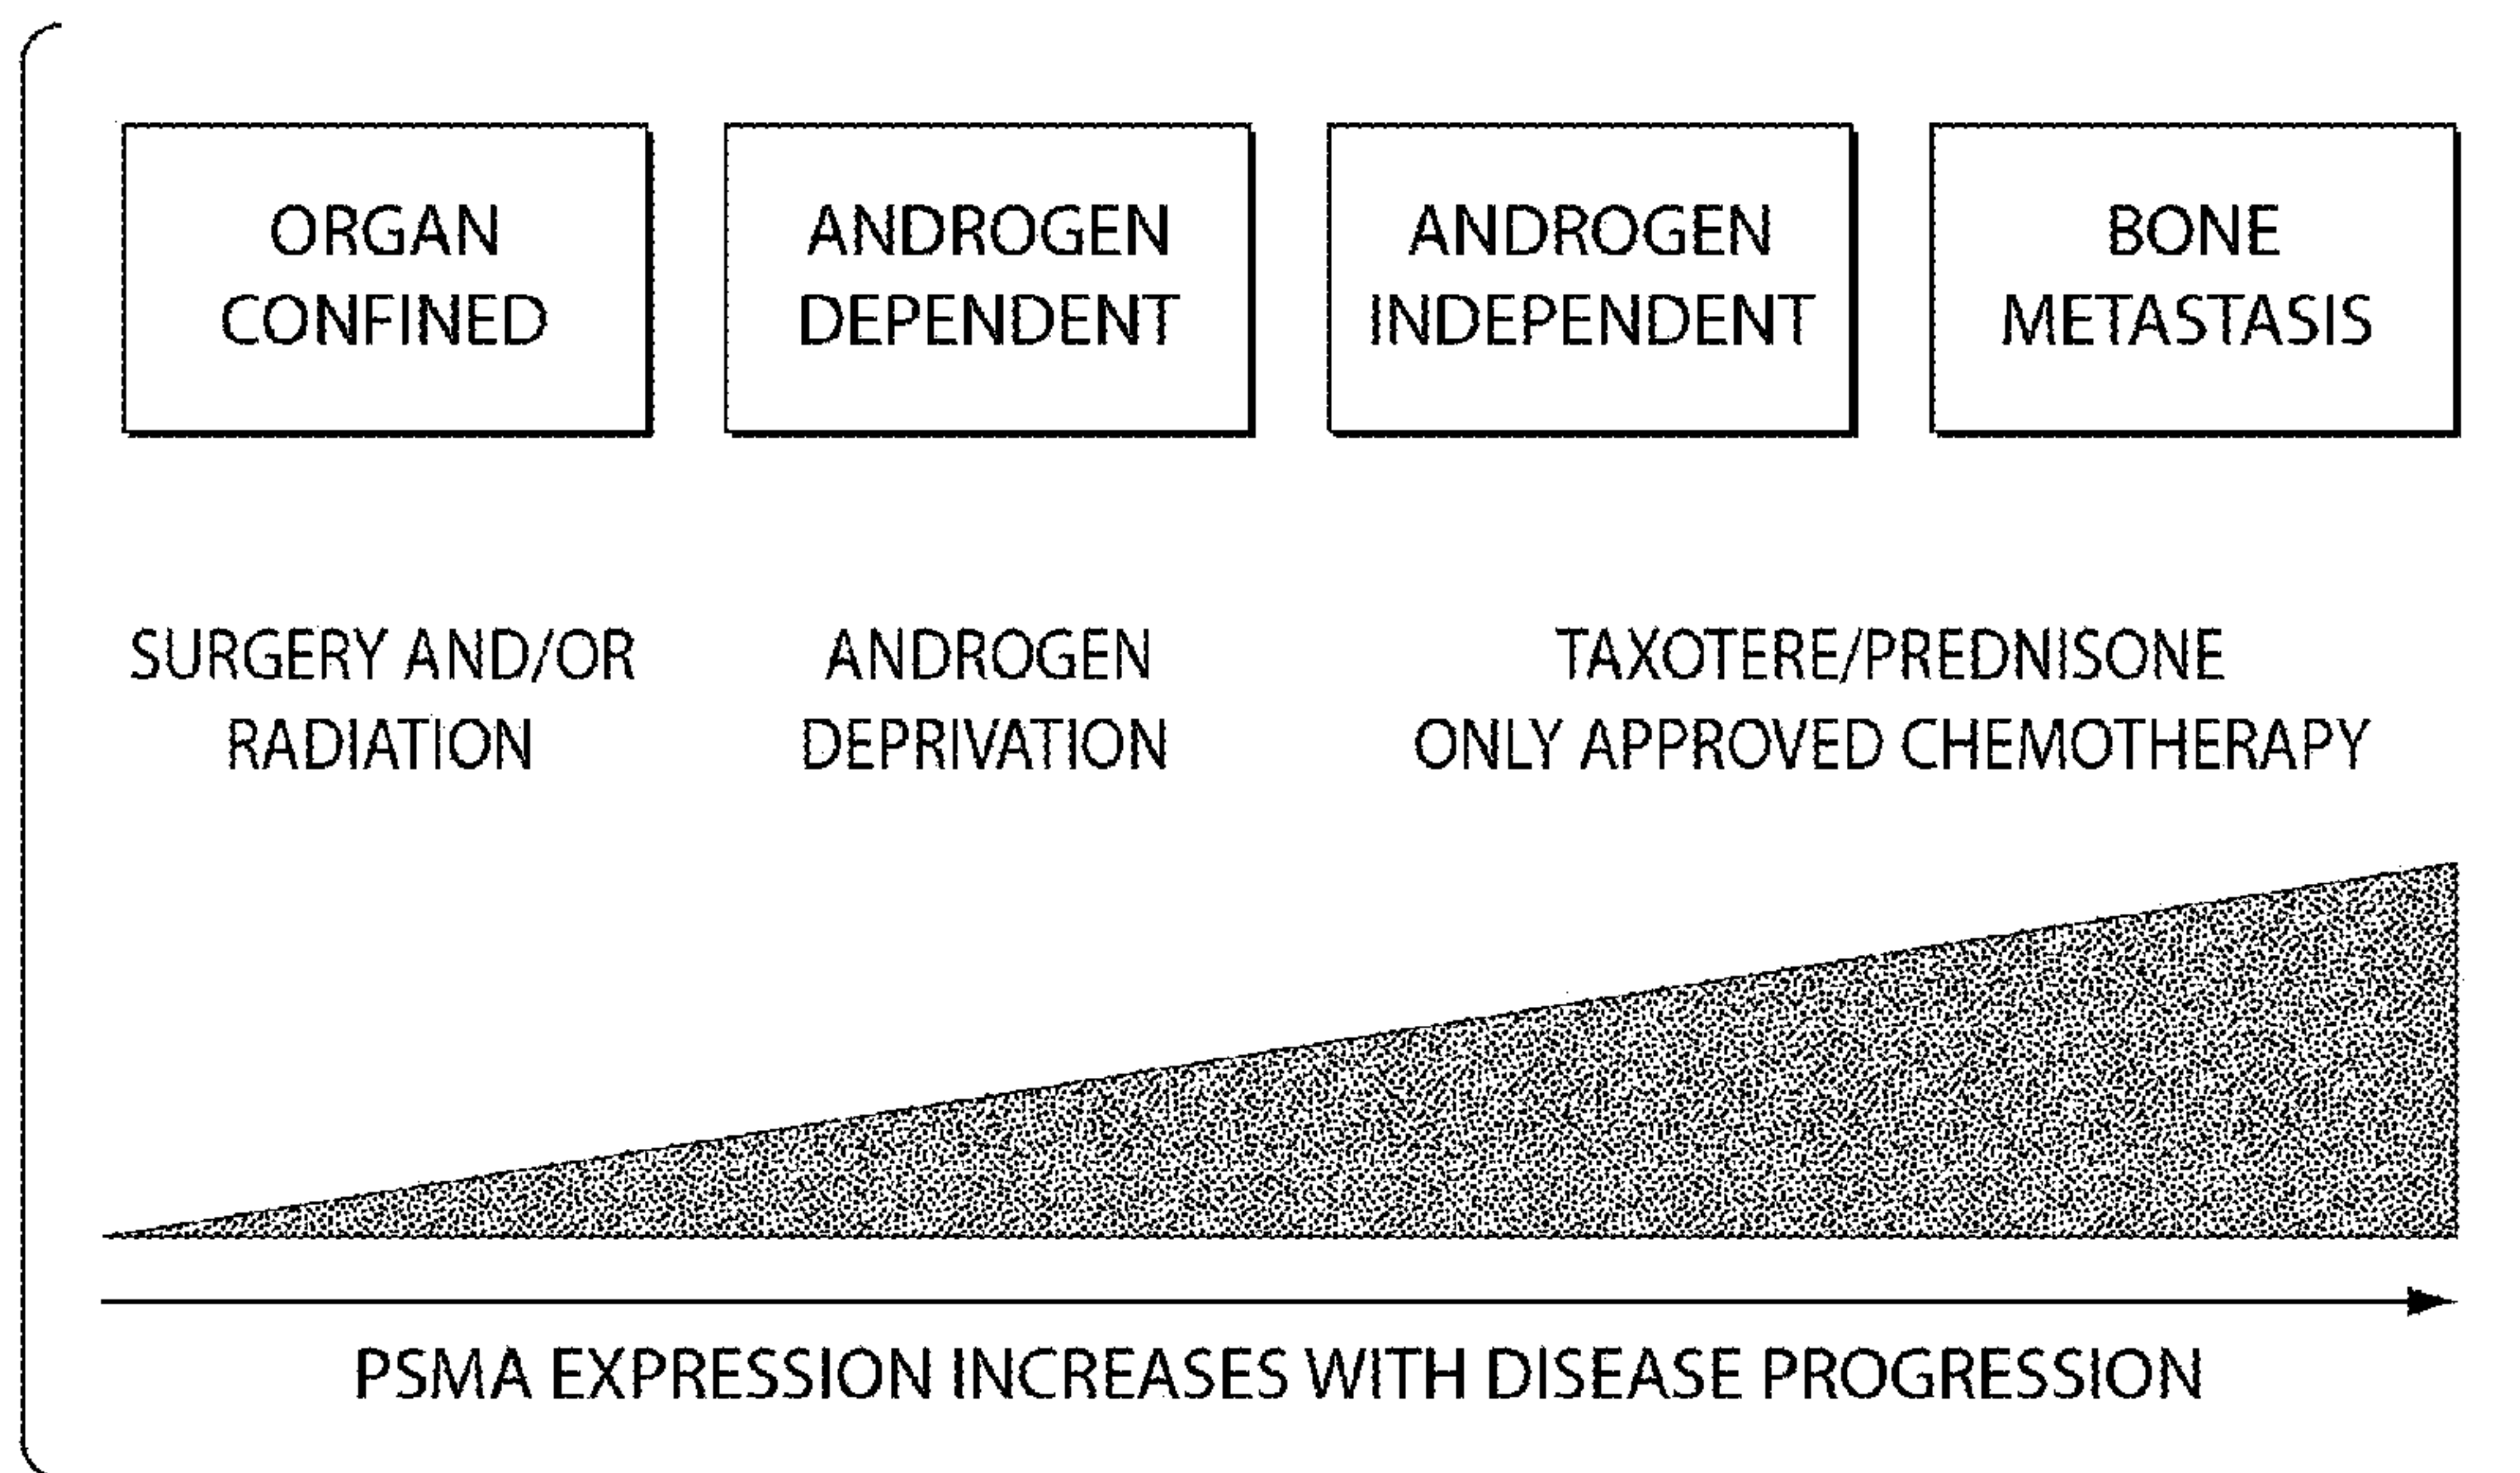 ORGAN
CONFINED
ANDROGEN
DEPENDENT
ANDROGEN
INDEPENDENT
BONE
METASTASIS
SURGERY AND/OR
RADIATION
ANDROGEN
DEPRIVATION
TAXOTERE/PREDNISONE
ONLY APPROVED CHEMOTHERAPY
PSMA EXPRESSION INCREASES WITH DISEASE PROGRESSION